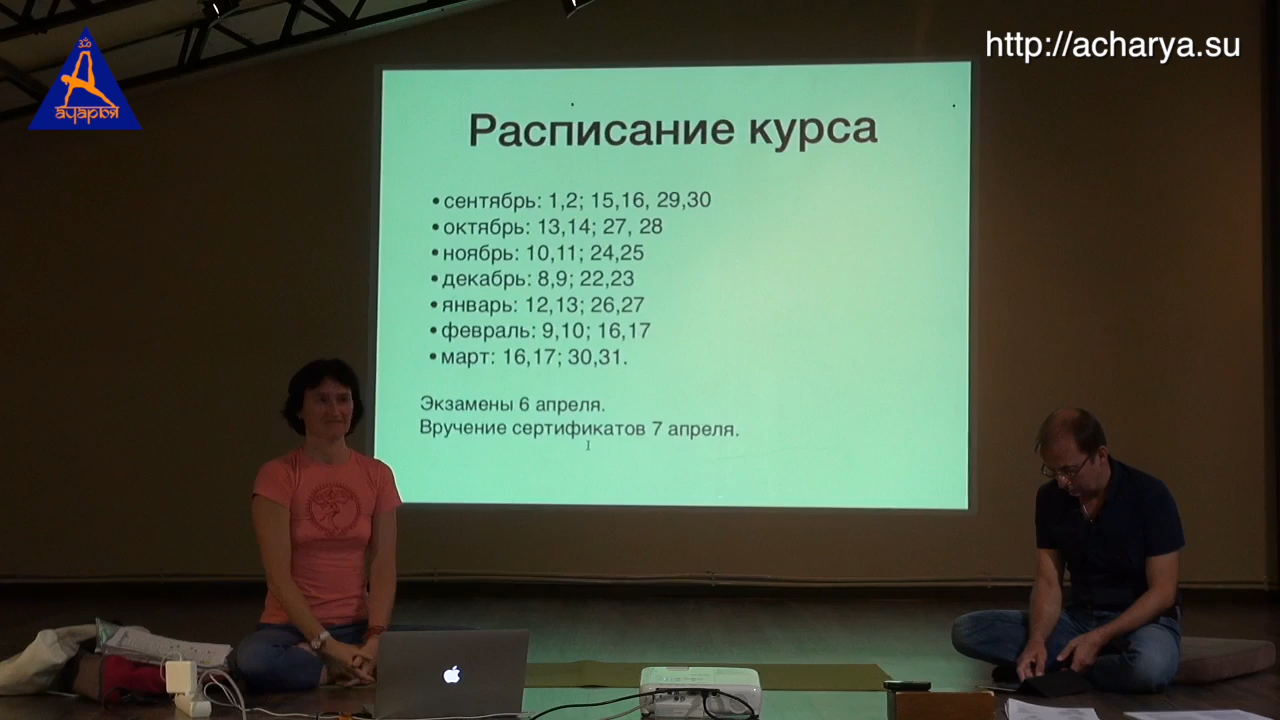 http://acharya.su
ॐ
ачарья
Расписание курса
•сентябрь: 1,2; 15,16, 29,30
•октябрь: 13,14; 27, 28
•ноябрь: 10,11; 24,25
•декабрь: 8,9; 22,23
•январь: 12,13; 26,27
•февраль: 9,10; 16,17
•март: 16,17; 30,31.
Экзамены 6 апреля.
Вручение сертификатов 7 апреля.